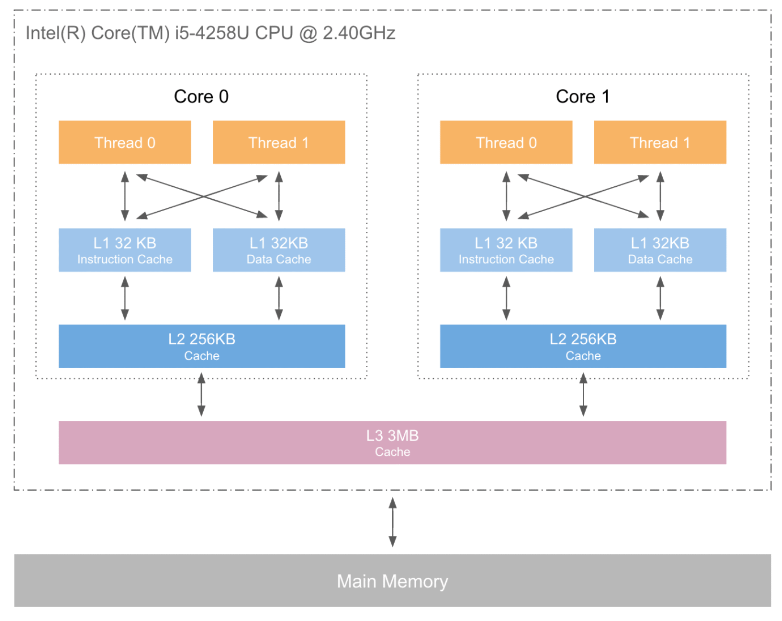 Intel(R) Core(TM) i5-4258U CPU @ 2.40GHz
Core 0
Core 1
Thread 0
Thread 1
Thread 0
Thread 1
L1 32 KB
Instruction Cache
L1 32KB
Data Cache
L1 32 KB
Instruction Cache
L1 32KB
Data Cache
L2 256KB
Cache
L2 256KB
Cache
L3 3MB
Cache
Main Memory